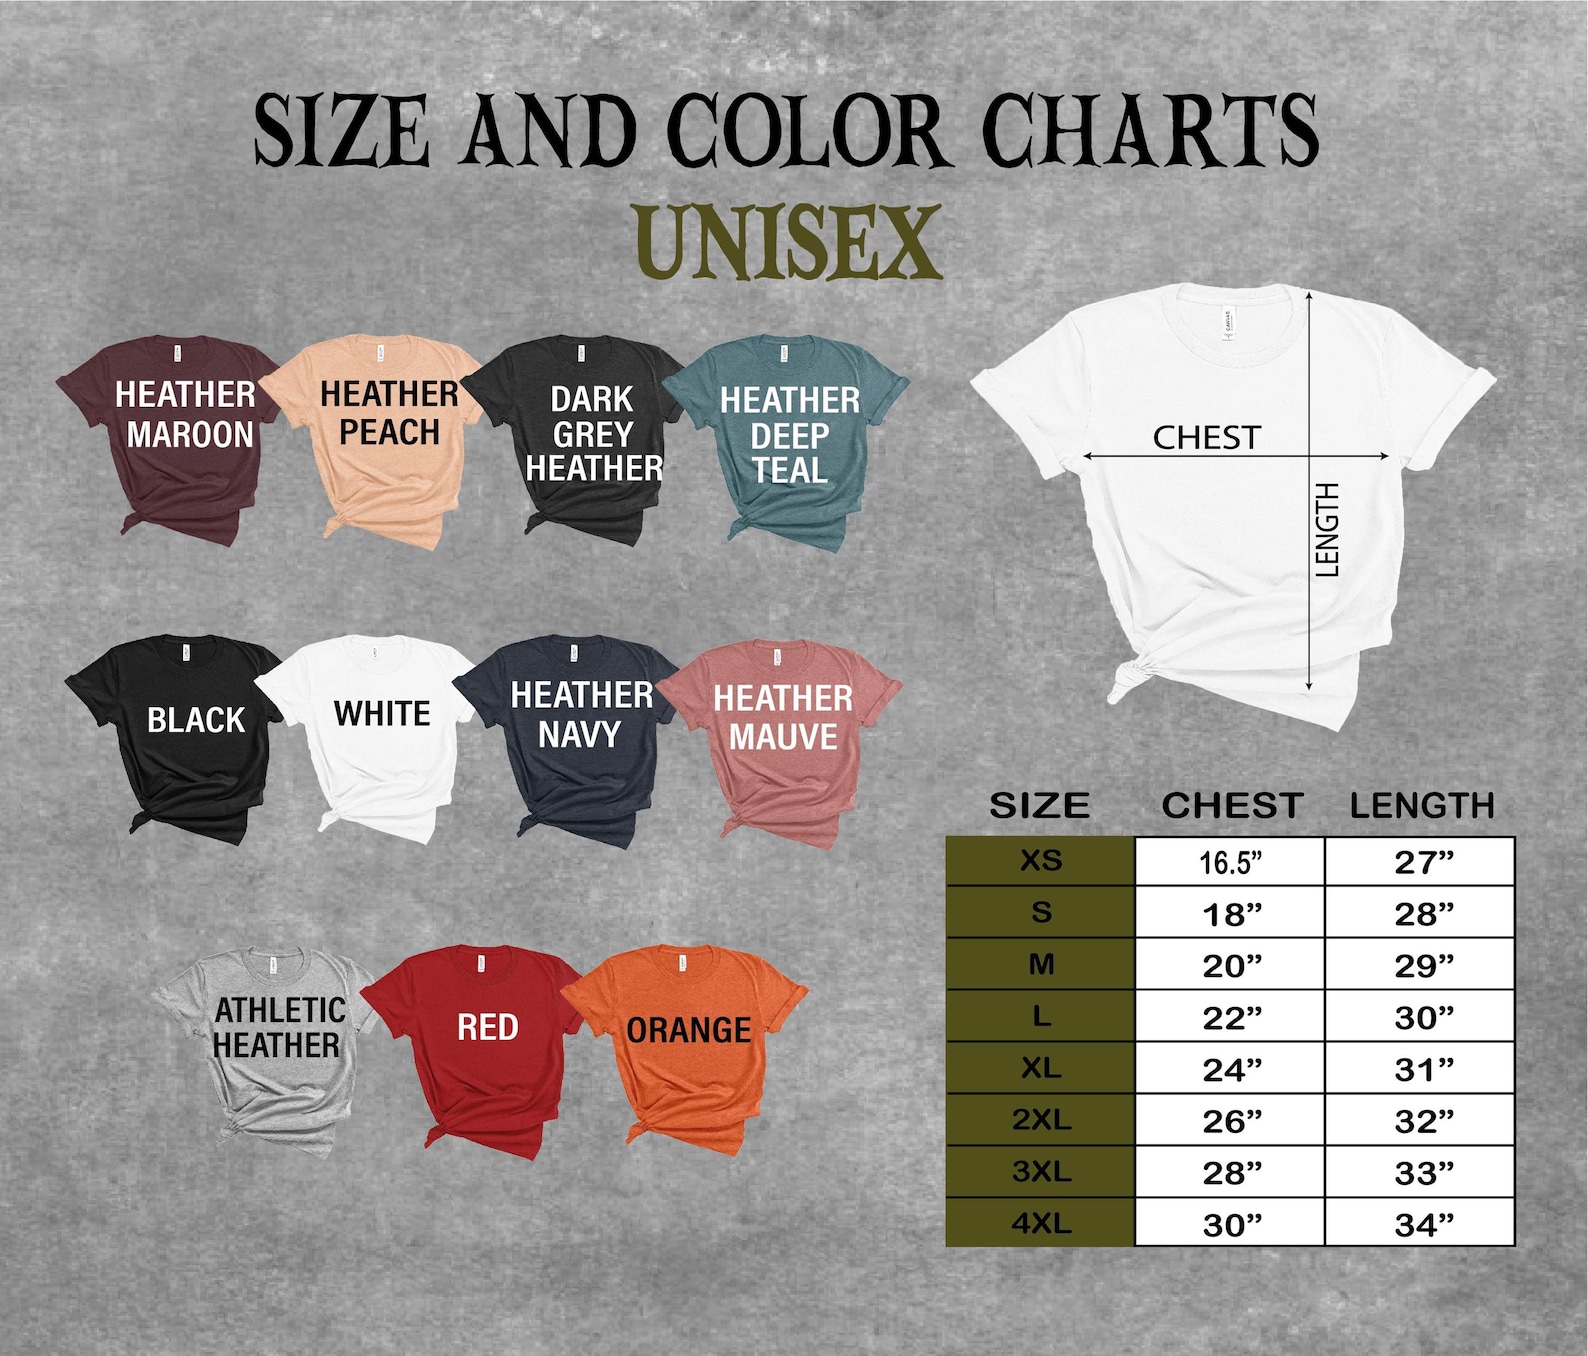 SIZE AND COLOR CHARTS
UNISEX
HEATHER
MAROON
HEATHER
PEACH
DARK
GREY
HEATHER
HEATHER
DEEP
TEAL
BLACK
WHITE
HEATHER
NAVY
HEATHER
MAUVE
ATHLETIC
HEATHER
RED
ORANGE
CANVAS
CHEST
LENGTH
SIZE CHEST LENGTH
XS 16.5” 27”
S 18” 28”
M 20” 29”
L 22” 30”
XL 24” 31”
2XL 26” 32”
3XL 28” 33”
4XL 30” 34”